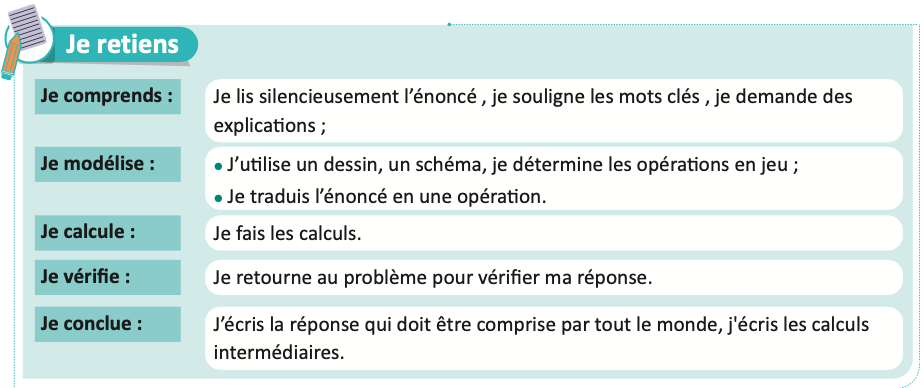 Je retiens
Je comprends :
Je lis silencieusement l’énoncé , je souligne les mots clés , je demande des
explications ;
Je modélise :
• J’utilise un dessin, un schéma, je détermine les opérations en jeu ;
• Je traduis l’énoncé en une opération.
Je calcule :
Je fais les calculs.
Je vérifie :
Je retourne au problème pour vérifier ma réponse.
Je conclue :
J’écris la réponse qui doit être comprise par tout le monde, j'écris les calculs
intermédiaires.